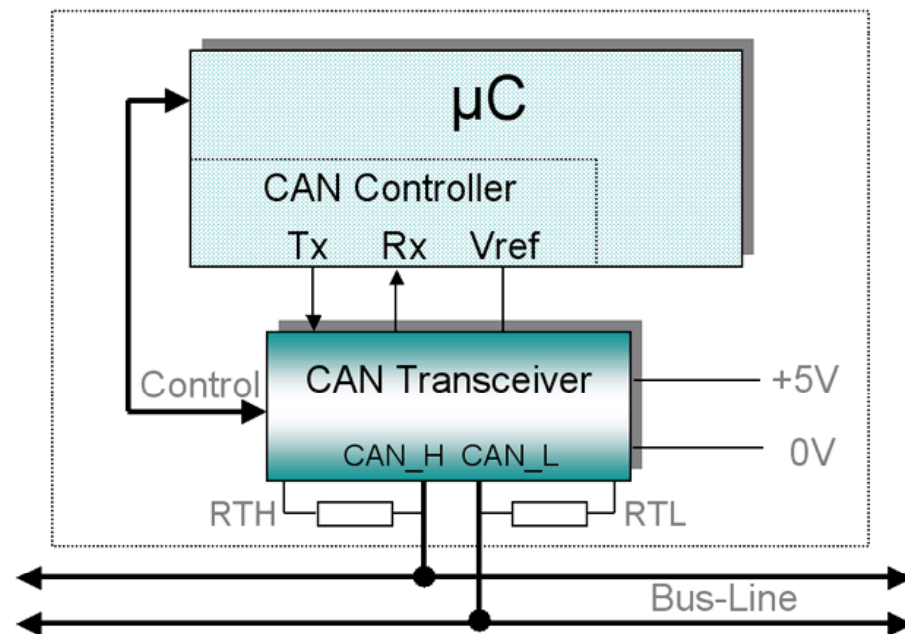 µC
CAN Controller
Tx Rx Vref
Control
CAN Transceiver
+5V
CAN_H CAN_L
0V
RTH
RTL
Bus-Line